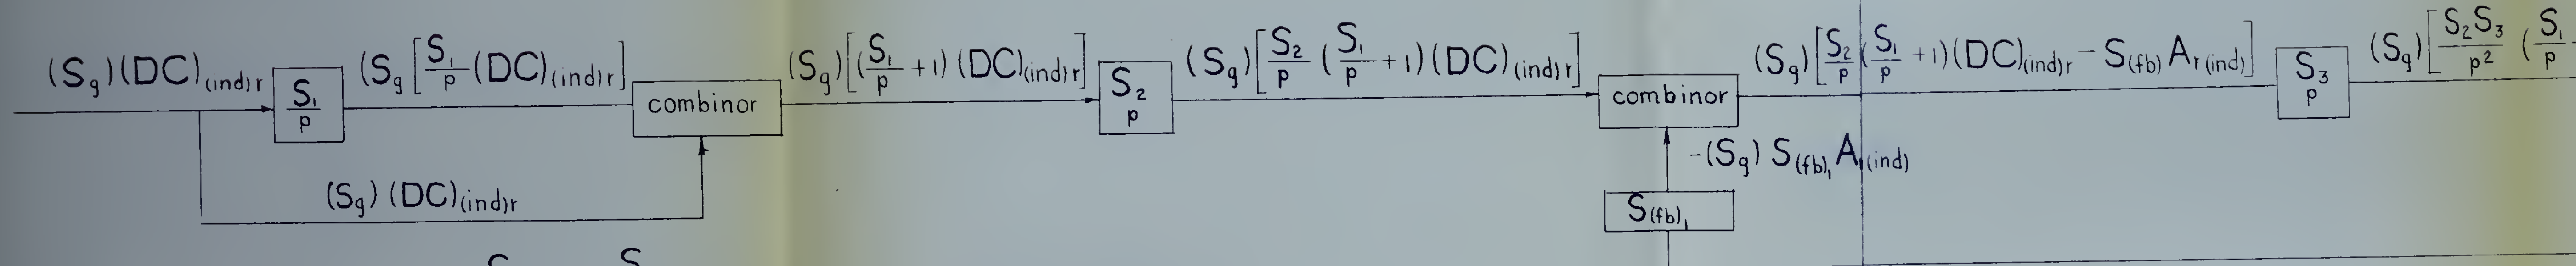 (S_g)(DC)_(ind)r
S_1/p
(S_g[S_1/p(DC)_(ind)r]
combinor
(S_g)[(S_1/p+1)(DC)_(ind)r]
S_2 p
(S_g)[S_2/p(S_1/p+1)(DC)_(ind)r]
combinor
(S_g)[S_2/p(S_1/p+1)(DC)_(ind)r-S_(fb)A_r(ind)]
S_3 p
(S_g)[S_2S_3/p^2(S_1/p
-(S_g)S_(fb)_1A_(ind)
(S_g)(DC)_(ind)r
S_(fb)_1